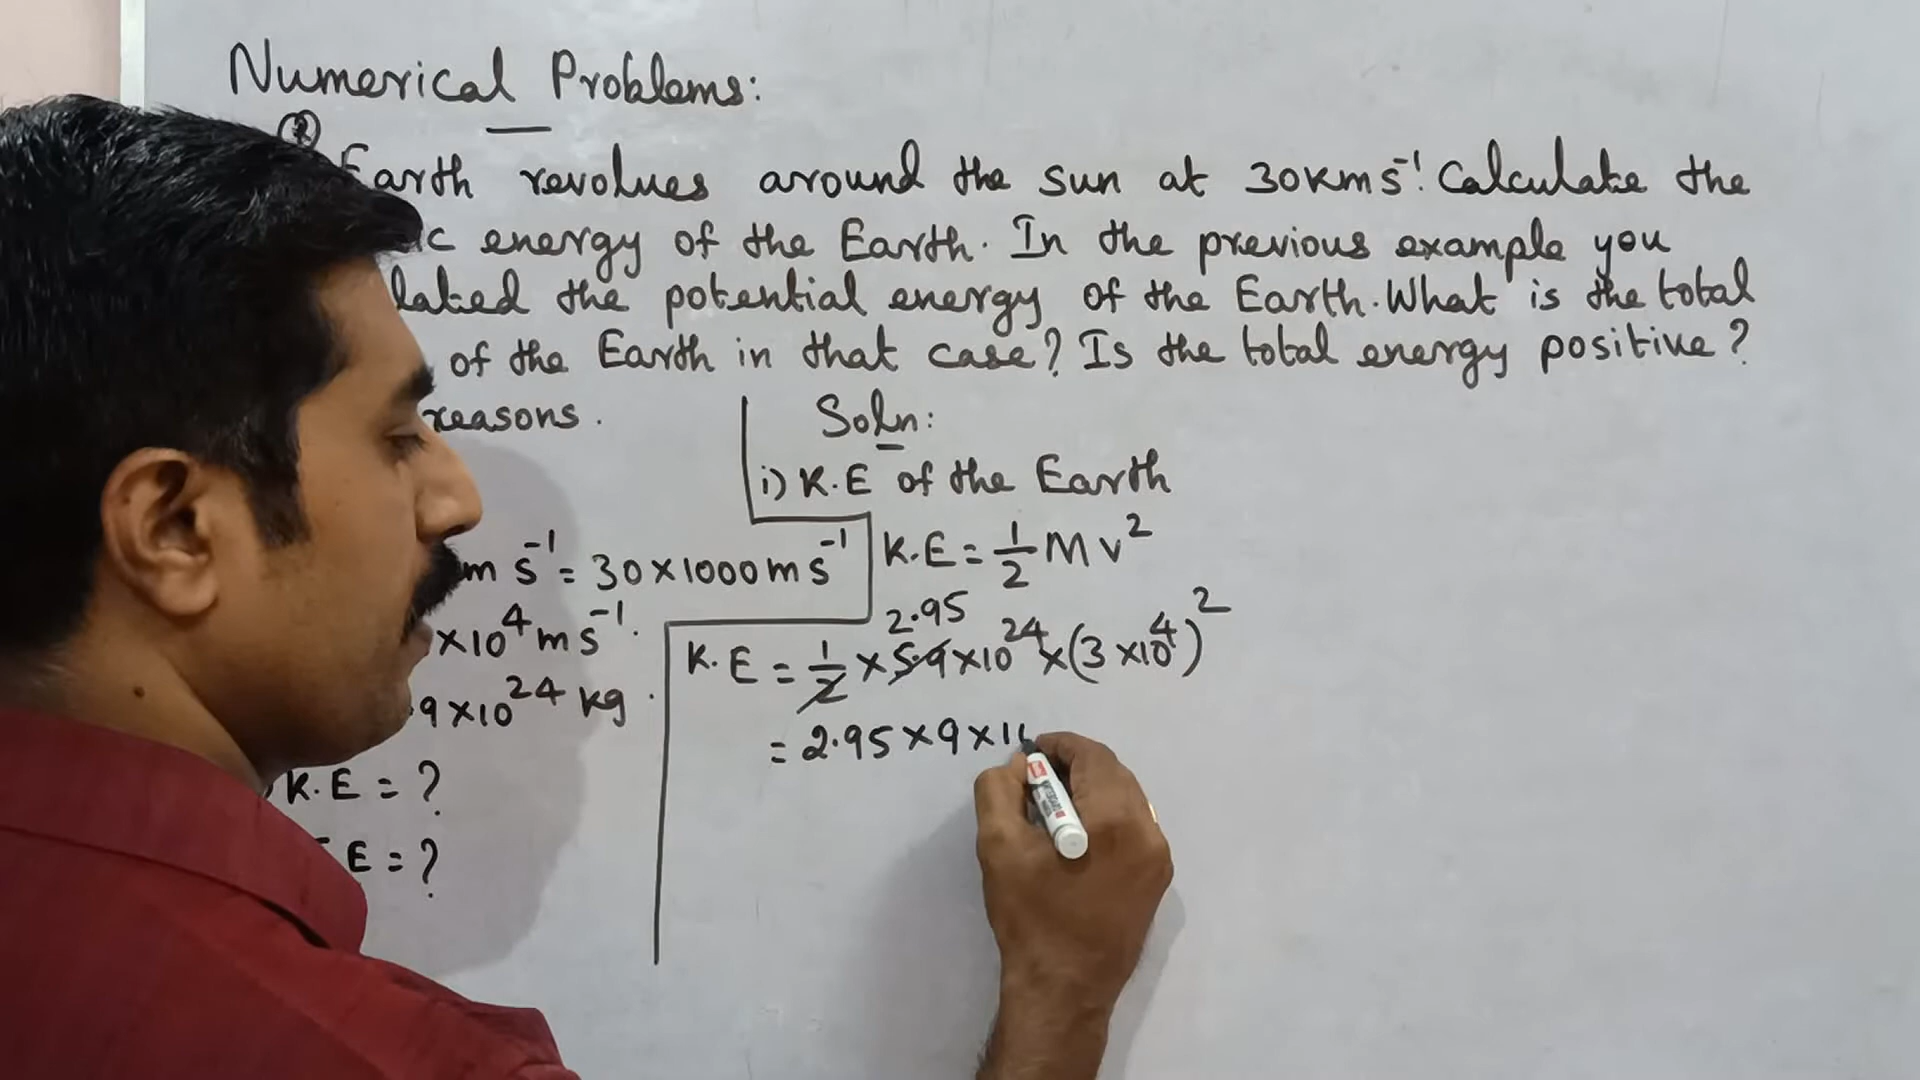 Numerical Problems:
② Earth revolves around the sun at 30Kms⁻¹. Calculate the
energy of the Earth. In the previous example you
the potential energy of the Earth. What is the total
of the Earth in that case? Is the total energy positive?
reasons.
Soln:
i) K.E of the Earth
m s⁻¹ = 30×1000 m s⁻¹
K.E = 1/2 M v²
×10⁴ m s⁻¹.
2.95
K.E = 1/2 × 5.9×10²⁴ × (3×10⁴)²
9×10²⁴ kg.
= 2.95×9×1
K.E = ?
E = ?